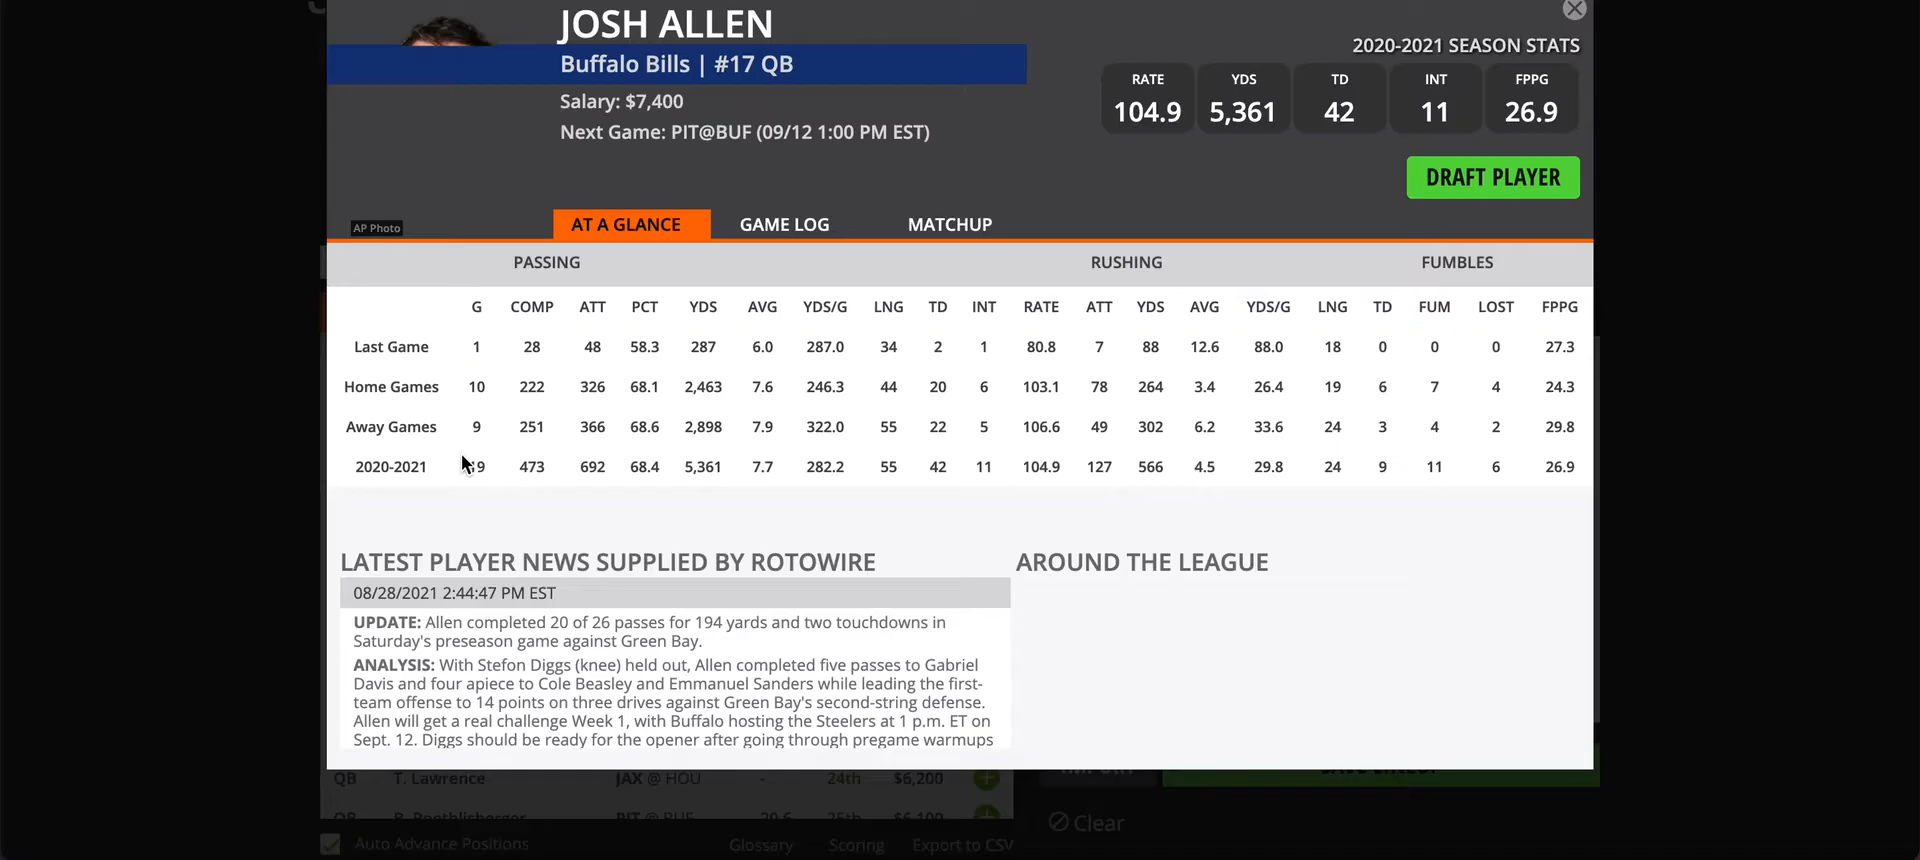 JOSH ALLEN
Buffalo Bills | #17 QB
Salary: $7,400
Next Game: PIT@BUF (09/12 1:00 PM EST)
2020-2021 SEASON STATS
RATE YDS TD INT FPPG
104.9 5,361 42 11 26.9
DRAFT PLAYER
AP Photo
AT A GLANCE GAME LOG MATCHUP
PASSING RUSHING FUMBLES
G COMP ATT PCT YDS AVG YDS/G LNG TD INT RATE ATT YDS AVG YDS/G LNG TD FUM LOST FPPG
Last Game 1 28 48 58.3 287 6.0 287.0 34 2 1 80.8 7 88 12.6 88.0 18 0 0 0 27.3
Home Games 10 222 326 68.1 2,463 7.6 246.3 44 20 6 103.1 78 264 3.4 26.4 19 6 7 4 24.3
Away Games 9 251 366 68.6 2,898 7.9 322.0 55 22 5 106.6 49 302 6.2 33.6 24 3 4 2 29.8
2020-2021 19 473 692 68.4 5,361 7.7 282.2 55 42 11 104.9 127 566 4.5 29.8 24 9 11 6 26.9
LATEST PLAYER NEWS SUPPLIED BY ROTOWIRE
AROUND THE LEAGUE
08/28/2021 2:44:47 PM EST
UPDATE: Allen completed 20 of 26 passes for 194 yards and two touchdowns in
Saturday's preseason game against Green Bay.
ANALYSIS: With Stefon Diggs (knee) held out, Allen completed five passes to Gabriel
Davis and four apiece to Cole Beasley and Emmanuel Sanders while leading the first-
team offense to 14 points on three drives against Green Bay's second-string defense.
Allen will get a real challenge Week 1, with Buffalo hosting the Steelers at 1 p.m. ET on
Sept. 12. Diggs should be ready for the opener after going through pregame warmups
QB T. Lawrence JAX @ HOU - 24th $6,200
QB B. Roethlisberger PIT @ BUF 20.6 25th $6,100
IMPORT
SAVE LINEUP
Clear
Auto Advance Positions
Glossary Scoring Export to CSV